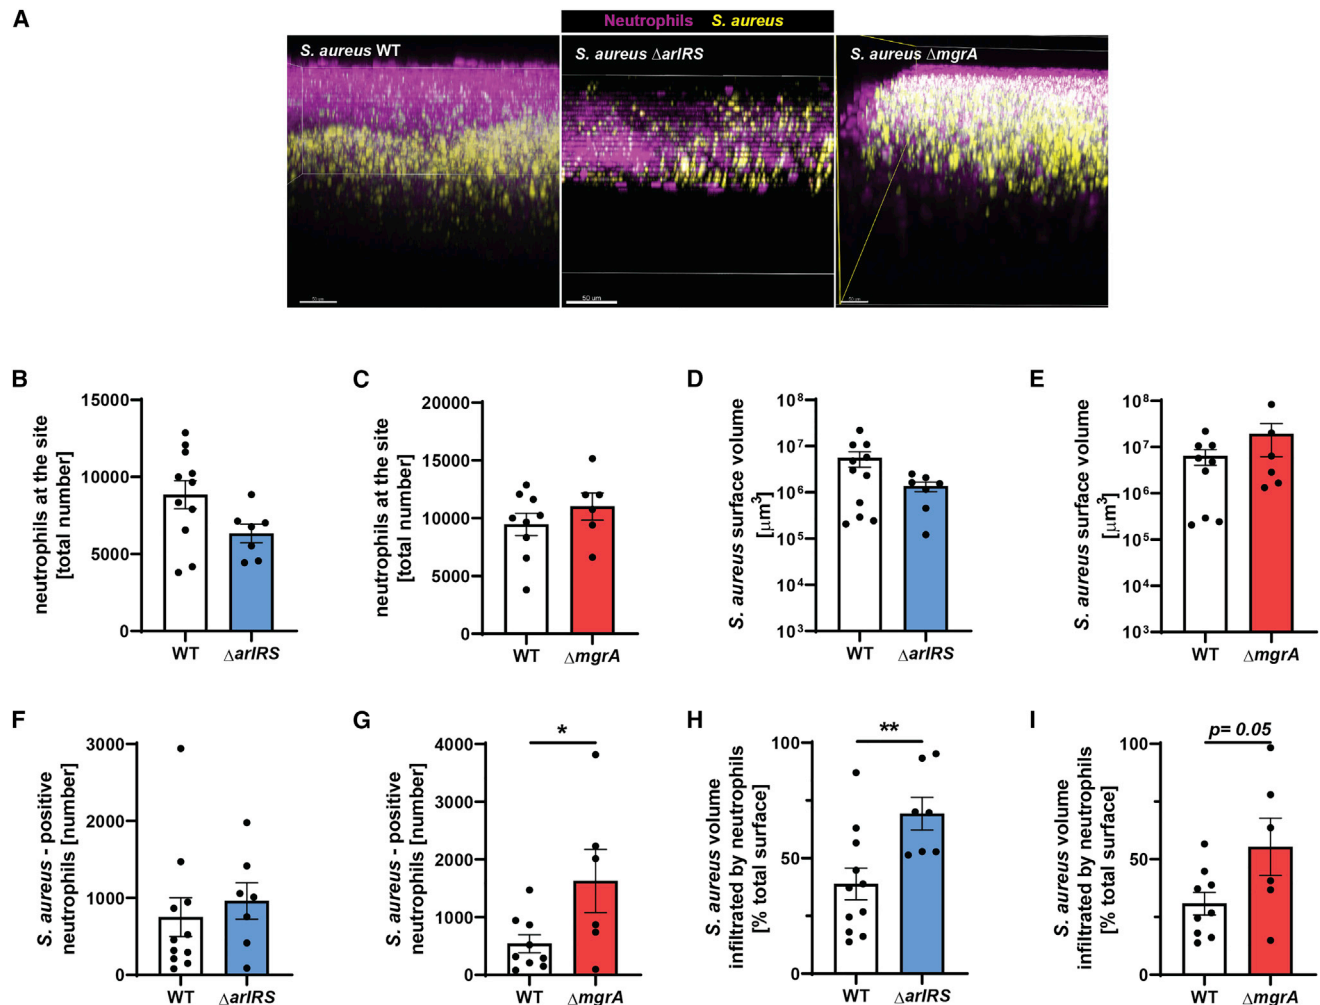 A
Neutrophils S. aureus
S. aureus WT
S. aureus ΔarlRS
S. aureus ΔmgrA
50 um
50 um
50 um
B
neutrophils at the site
[total number]
15000
10000
5000
0
WT
ΔarlRS
C
neutrophils at the site
[total number]
20000
15000
10000
5000
0
WT
ΔmgrA
D
S. aureus surface volume
[μm³]
10⁸
10⁷
10⁶
10⁵
10⁴
10³
WT
ΔarlRS
E
S. aureus surface volume
[μm³]
10⁸
10⁷
10⁶
10⁵
10⁴
10³
WT
ΔmgrA
F
S. aureus - positive
neutrophils [number]
3000
2000
1000
0
WT
ΔarlRS
G
S. aureus - positive
neutrophils [number]
4000
3000
2000
1000
0
*
WT
ΔmgrA
H
S. aureus volume
infiltrated by neutrophils
[% total surface]
100
50
0
**
WT
ΔarlRS
I
S. aureus volume
infiltrated by neutrophils
[% total surface]
100
50
0
p= 0.05
WT
ΔmgrA